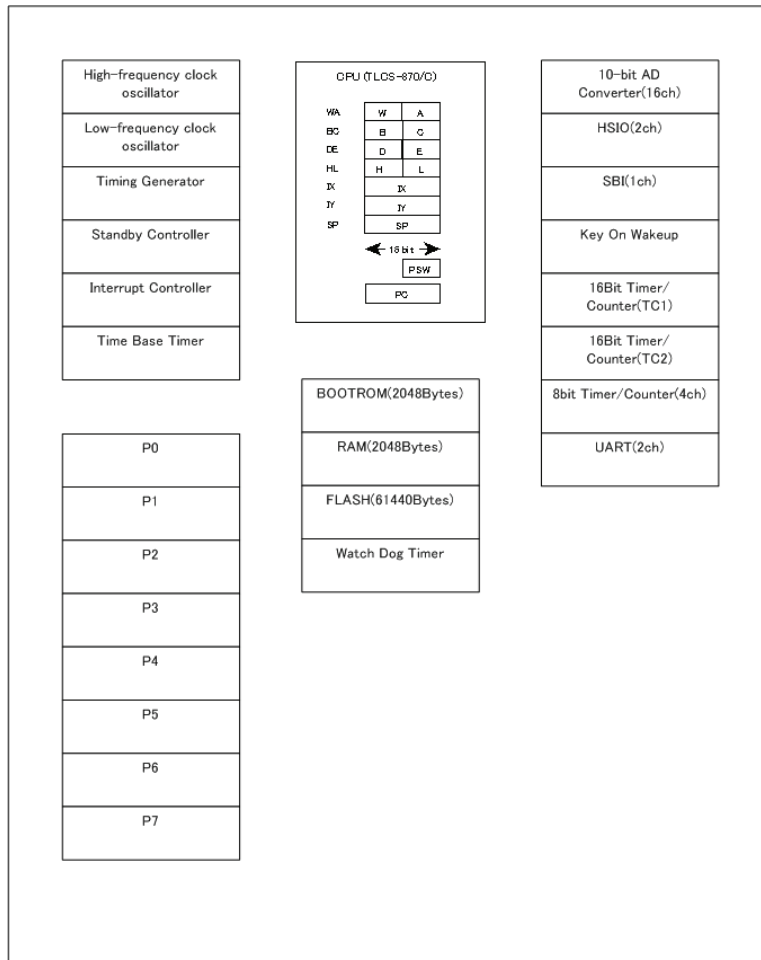 High-frequency clock
oscillator
Low-frequency clock
oscillator
Timing Generator
Standby Controller
Interrupt Controller
Time Base Timer
P0
P1
P2
P3
P4
P5
P6
P7
CPU (TLCS-870/C)
WA W A
BC B C
DE D E
HL H L
IX IX
IY IY
SP SP
16bit
PSW
PC
BOOTROM(2048Bytes)
RAM(2048Bytes)
FLASH(61440Bytes)
Watch Dog Timer
10-bit AD
Converter(16ch)
HSIO(2ch)
SBI(1ch)
Key On Wakeup
16Bit Timer/
Counter(TC1)
16Bit Timer/
Counter(TC2)
8bit Timer/Counter(4ch)
UART(2ch)